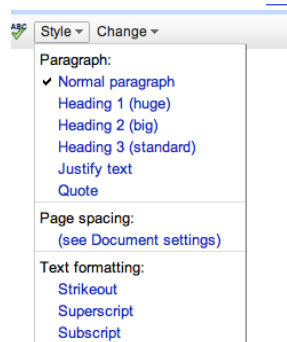 ABC Style Change
Paragraph:
Normal paragraph
Heading 1 (huge)
Heading 2 (big)
Heading 3 (standard)
Justify text
Quote
Page spacing:
(see Document settings)
Text formatting:
Strikeout
Superscript
Subscript